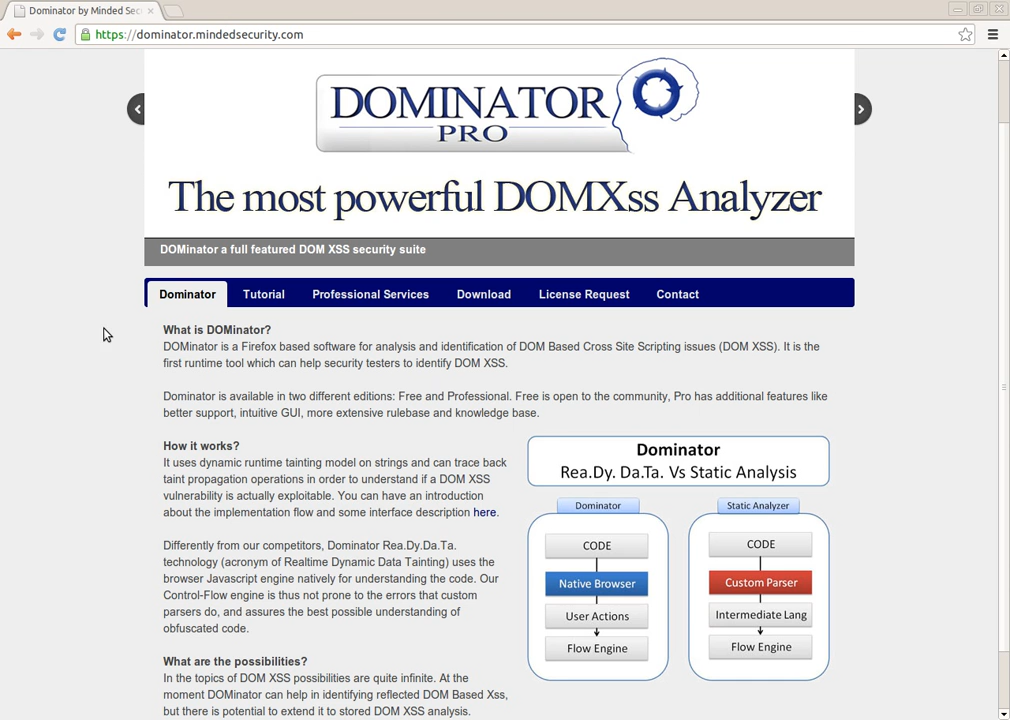 Dominator by Minded Sec
https://dominator.mindedsecurity.com
DOMINATOR
PRO
The most powerful DOMXss Analyzer
DOMinator a full featured DOM XSS security suite
Dominator Tutorial Professional Services Download License Request Contact
What is DOMinator?
DOMinator is a Firefox based software for analysis and identification of DOM Based Cross Site Scripting issues (DOM XSS). It is the
first runtime tool which can help security testers to identify DOM XSS.
Dominator is available in two different editions: Free and Professional. Free is open to the community, Pro has additional features like
better support, intuitive GUI, more extensive rulebase and knowledge base.
How it works?
It uses dynamic runtime tainting model on strings and can trace back
taint propagation operations in order to understand if a DOM XSS
vulnerability is actually exploitable. You can have an introduction
about the implementation flow and some interface description here.
Differently from our competitors, Dominator Rea.Dy.Da.Ta.
technology (acronym of Realtime Dynamic Data Tainting) uses the
browser Javascript engine natively for understanding the code. Our
Control-Flow engine is thus not prone to the errors that custom
parsers do, and assures the best possible understanding of
obfuscated code.
What are the possibilities?
In the topics of DOM XSS possibilities are quite infinite. At the
moment DOMinator can help in identifying reflected DOM Based Xss,
but there is potential to extend it to stored DOM XSS analysis.
Dominator
Rea.Dy. Da.Ta. Vs Static Analysis
Dominator
CODE
Native Browser
User Actions
Flow Engine
Static Analyzer
CODE
Custom Parser
Intermediate Lang
Flow Engine